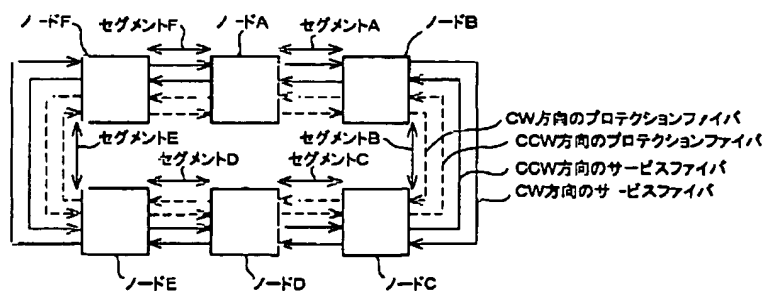 ノードF
セグメントF
ノードA
セグメントA
ノードB
CW方向のプロテクションファイバ
CCW方向のプロテクションファイバ
CCW方向のサービスファイバ
CW方向のサービスファイバ
セグメントE
セグメントB
セグメントD
セグメントC
ノードE
ノードD
ノードC